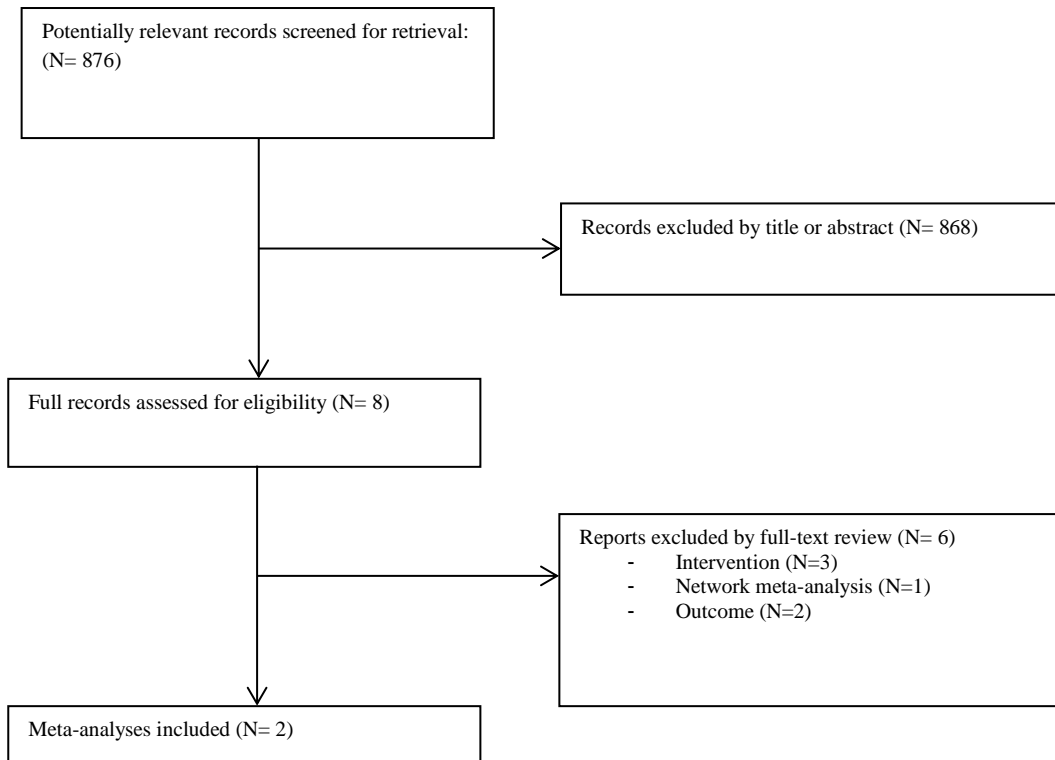 Potentially relevant records screened for retrieval:
(N= 876)
Records excluded by title or abstract (N= 868)
Full records assessed for eligibility (N= 8)
Reports excluded by full-text review (N= 6)
- Intervention (N=3)
- Network meta-analysis (N=1)
- Outcome (N=2)
Meta-analyses included (N= 2)